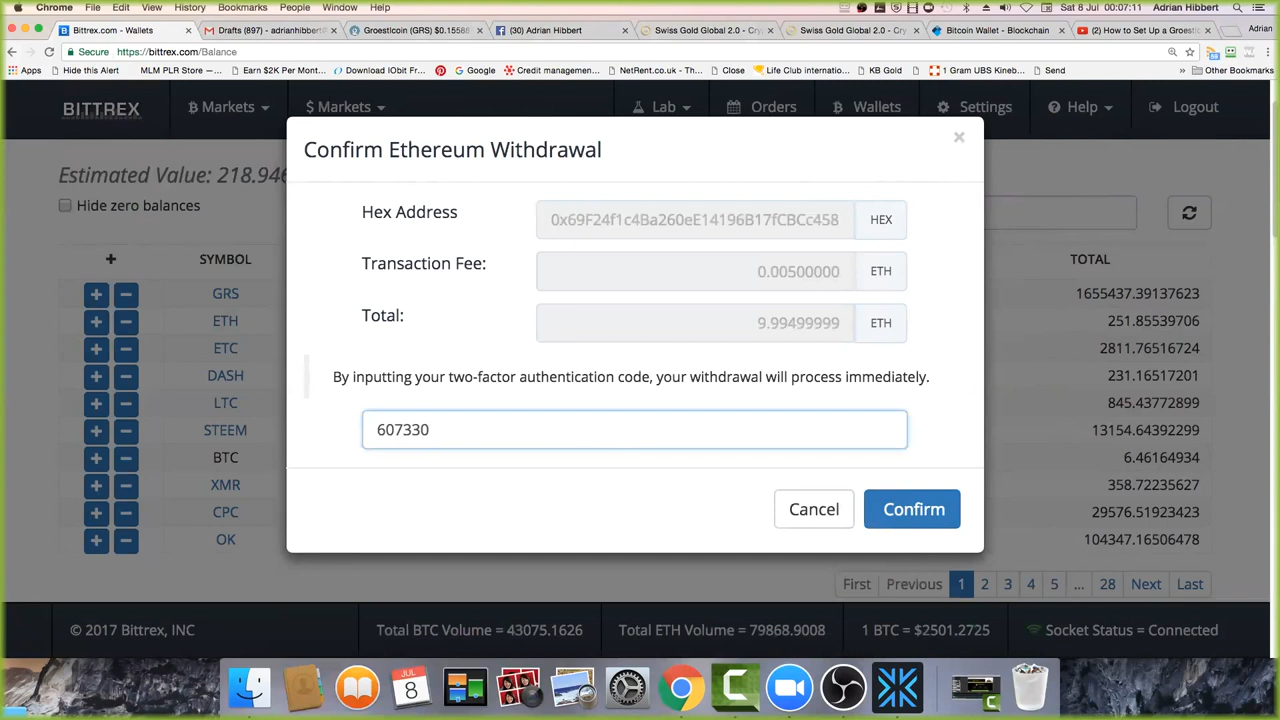 Chrome File Edit View History Bookmarks People Window Help Sat 8 Jul 00:07:11 Adrian Hibbert
Bittrex.com - Wallets Drafts (897) - adrianhibbert@ Groestlcoin (GRS) $0.15568 (30) Adrian Hibbert Swiss Gold Global 2.0 - Cry Swiss Gold Global 2.0 - Cry Bitcoin Wallet - Blockchain (2) How to Set Up a Groest Adrian
Secure https://bittrex.com/Balance
Apps Hide this Alert MLM PLR Store —... Earn $2K Per Mont... Download IObit Fr... Google Credit managemen... NetRent.co.uk - Th... Close Life Club internatio... KB Gold 1 Gram UBS Kineb... Send » Other Bookmarks
BITTREX Markets $ Markets Lab Orders Wallets Settings Help Logout
Confirm Ethereum Withdrawal ×
Estimated Value: 218.946
Hide zero balances
Hex Address 0x69F24f1c4Ba260eE14196B17fCBCc458 HEX
Transaction Fee: 0.00500000 ETH
Total: 9.99499999 ETH
By inputting your two-factor authentication code, your withdrawal will process immediately.
607330
Cancel Confirm
+ SYMBOL TOTAL
+ − GRS 1655437.39137623
+ − ETH 251.85539706
+ − ETC 2811.76516724
+ − DASH 231.16517201
+ − LTC 845.43772899
+ − STEEM 13154.64392299
+ − BTC 6.46164934
+ − XMR 358.72235627
+ − CPC 29576.51923423
+ − OK 104347.16506478
First Previous 1 2 3 4 5 ... 28 Next Last
© 2017 Bittrex, INC Total BTC Volume = 43075.1626 Total ETH Volume = 79868.9008 1 BTC = $2501.2725 Socket Status = Connected
JUL
8